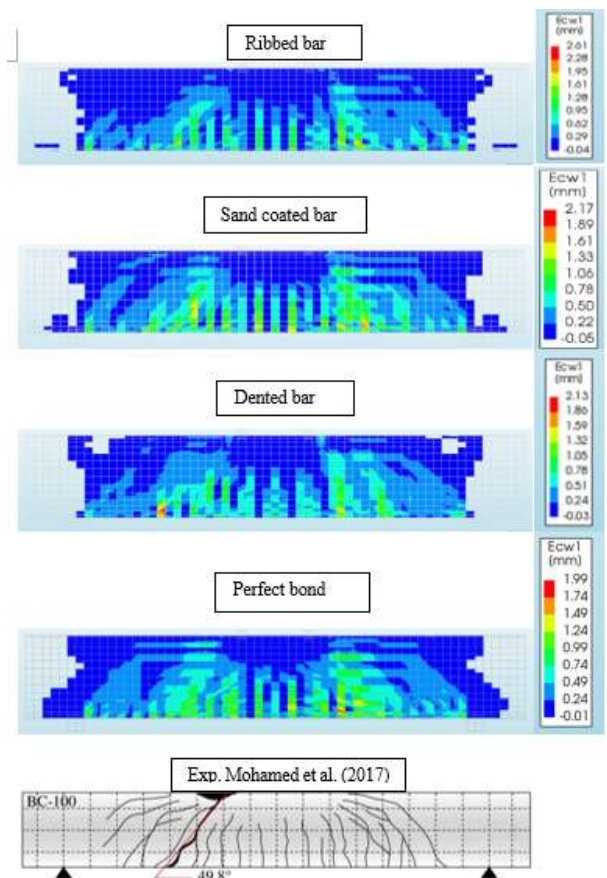 Ribbed bar
Ecw1
(mm)
2.61
2.28
1.95
1.61
1.28
0.95
0.62
0.29
-0.04
Sand coated bar
Ecw1
(mm)
2.17
1.89
1.61
1.33
1.06
0.78
0.50
0.22
-0.05
Dented bar
Ecw1
(mm)
2.13
1.86
1.59
1.32
1.05
0.78
0.51
0.24
-0.03
Perfect bond
Ecw1
(mm)
1.99
1.74
1.49
1.24
0.99
0.74
0.49
0.24
-0.01
Exp. Mohamed et al. (2017)
BC-100
49.8°